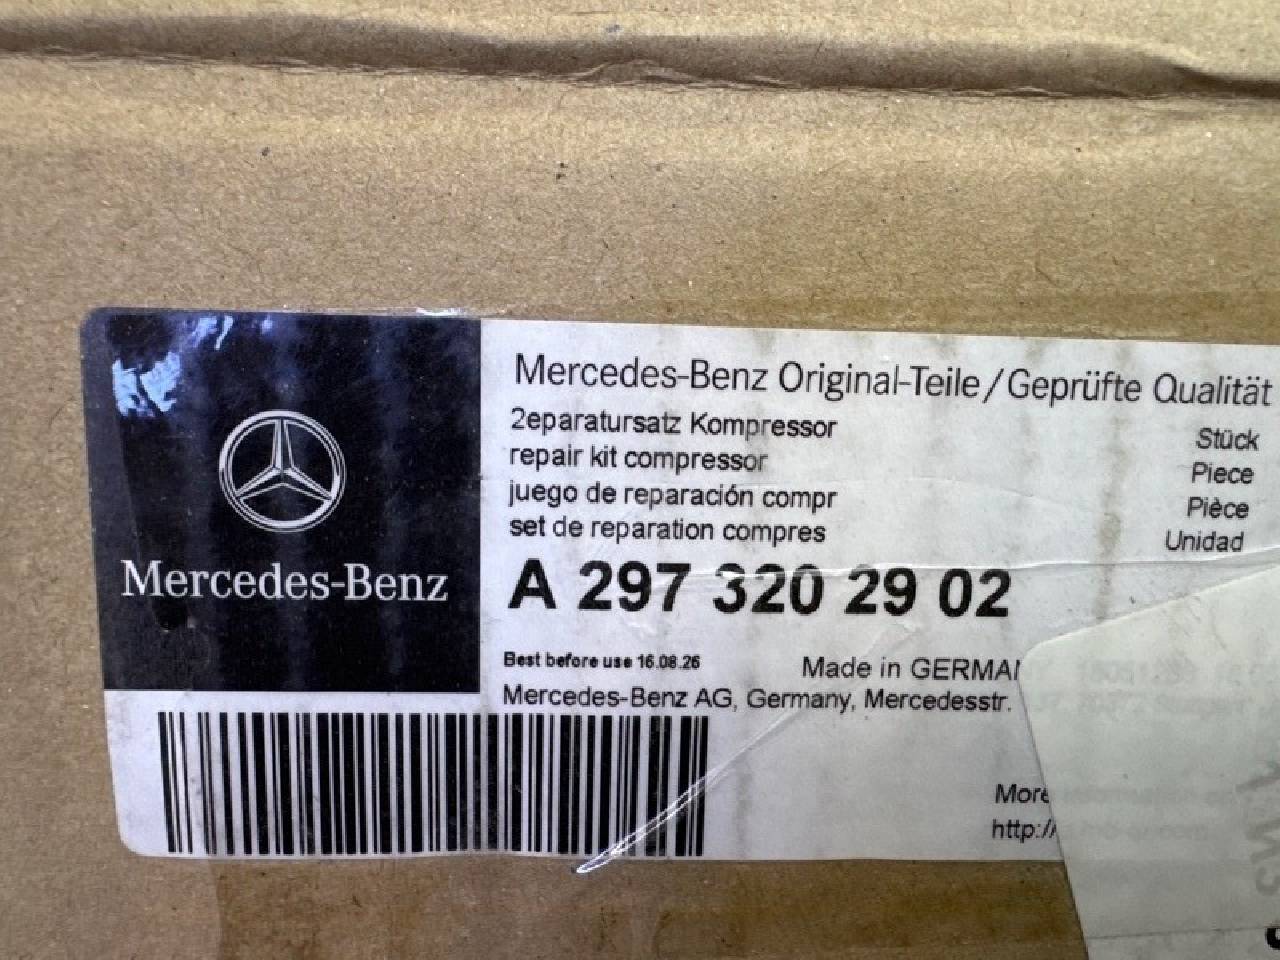 Mercedes-Benz
Mercedes-Benz Original-Teile/Geprüfte Qualität
2eparatursatz Kompressor
repair kit compressor
juego de reparación compr
set de reparation compres
Stück
Piece
Pièce
Unidad
A 297 320 29 02
Best before use 16.08.26
Made in GERMAN
Mercedes-Benz AG, Germany, Mercedesstr.
More
http://